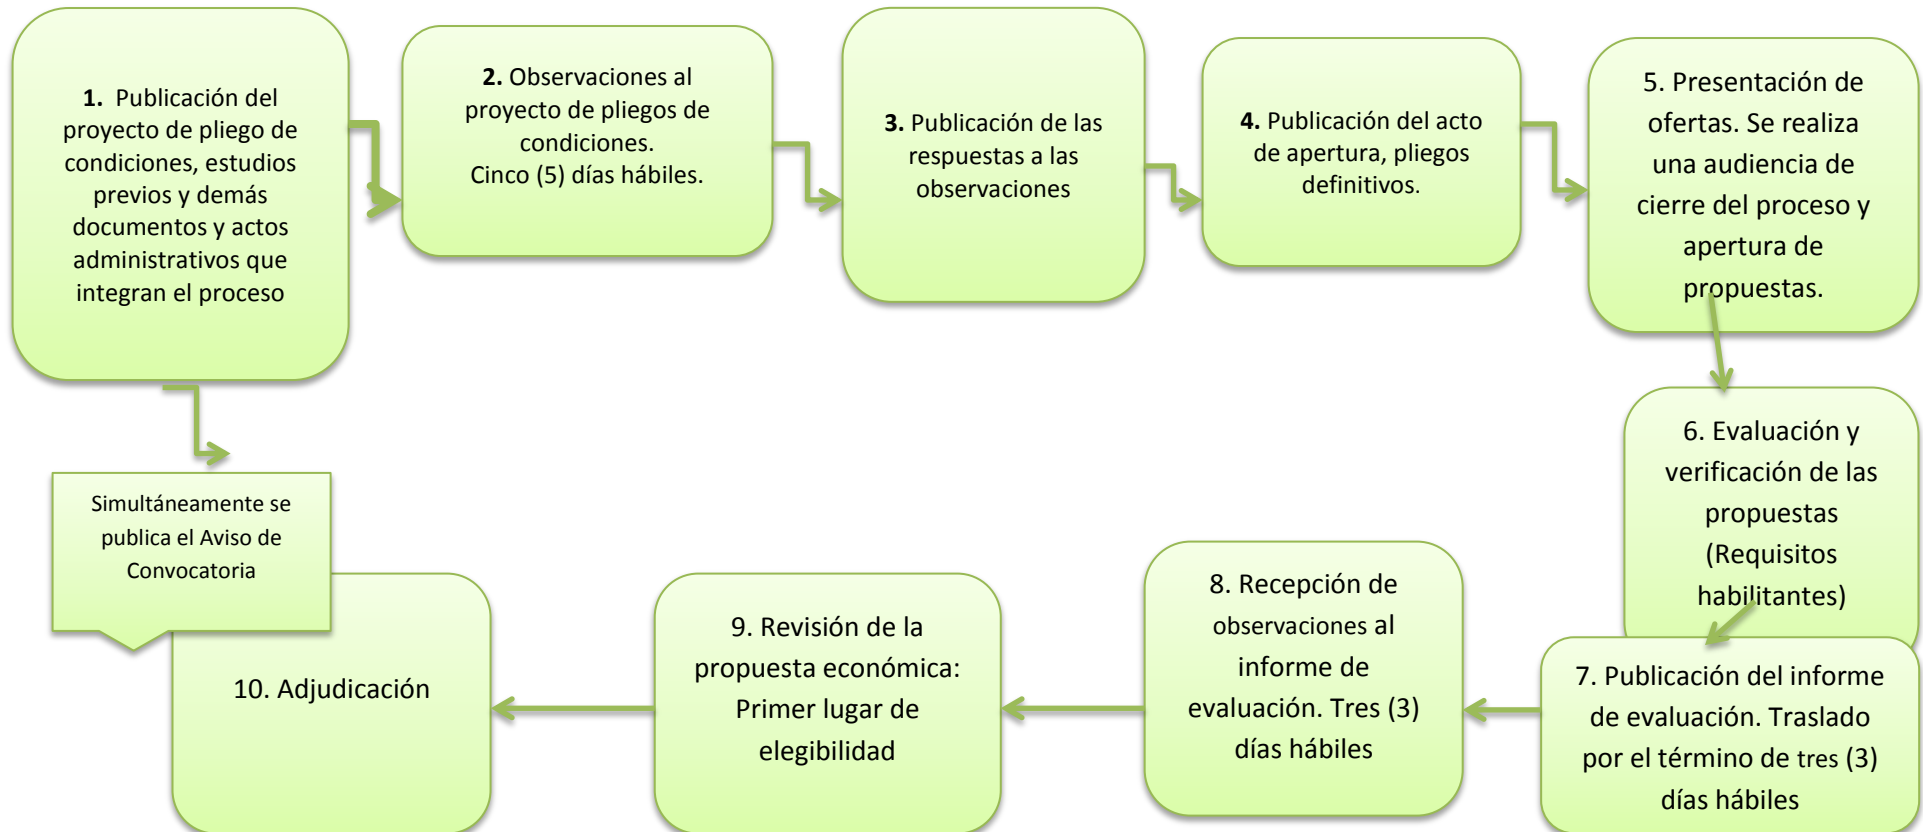 1. Publicación del
proyecto de pliego de
condiciones, estudios
previos y demás
documentos y actos
administrativos que
integran el proceso
2. Observaciones al
proyecto de pliegos de
condiciones.
Cinco (5) días hábiles.
3. Publicación de las
respuestas a las
observaciones
4. Publicación del acto
de apertura, pliegos
definitivos.
5. Presentación de
ofertas. Se realiza
una audiencia de
cierre del proceso y
apertura de
propuestas.
Simultáneamente se
publica el Aviso de
Convocatoria
6. Evaluación y
verificación de las
propuestas
(Requisitos
habilitantes)
7. Publicación del informe
de evaluación. Traslado
por el término de tres (3)
días hábiles
8. Recepción de
observaciones al
informe de
evaluación. Tres (3)
días hábiles
9. Revisión de la
propuesta económica:
Primer lugar de
elegibilidad
10. Adjudicación